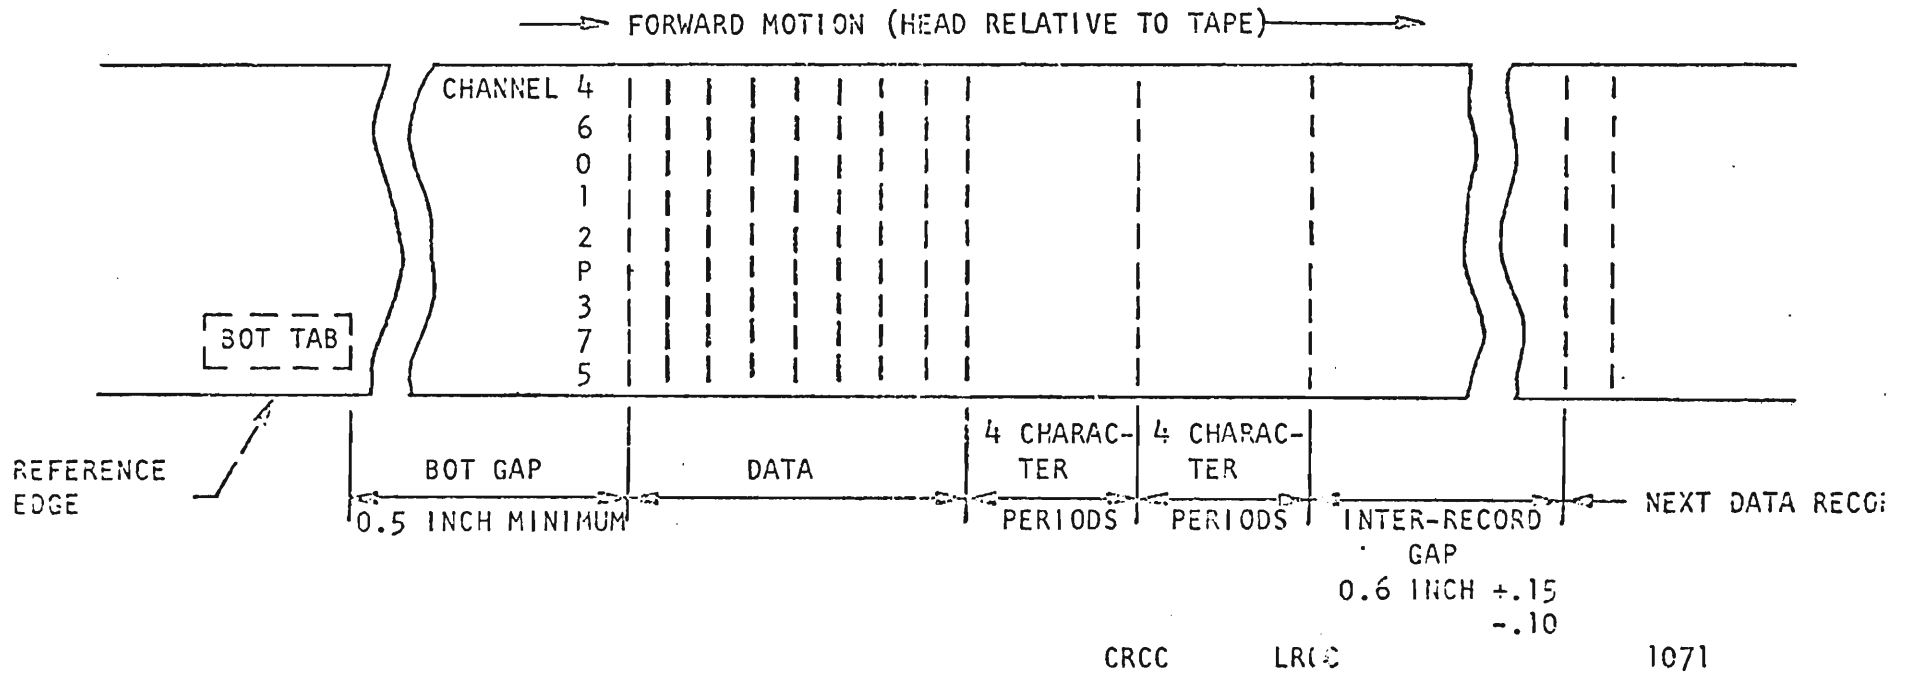 FORWARD MOTION (HEAD RELATIVE TO TAPE)
CHANNEL 4
6
0
1
2
P
3
7
5
BOT TAB
REFERENCE
EDGE
BOT GAP
0.5 INCH MINIMUM
DATA
4 CHARAC-
TER
PERIODS
4 CHARAC-
TER
PERIODS
INTER-RECORD
GAP
0.6 INCH +.15
-.10
NEXT DATA
CRCC
LRCC
1071